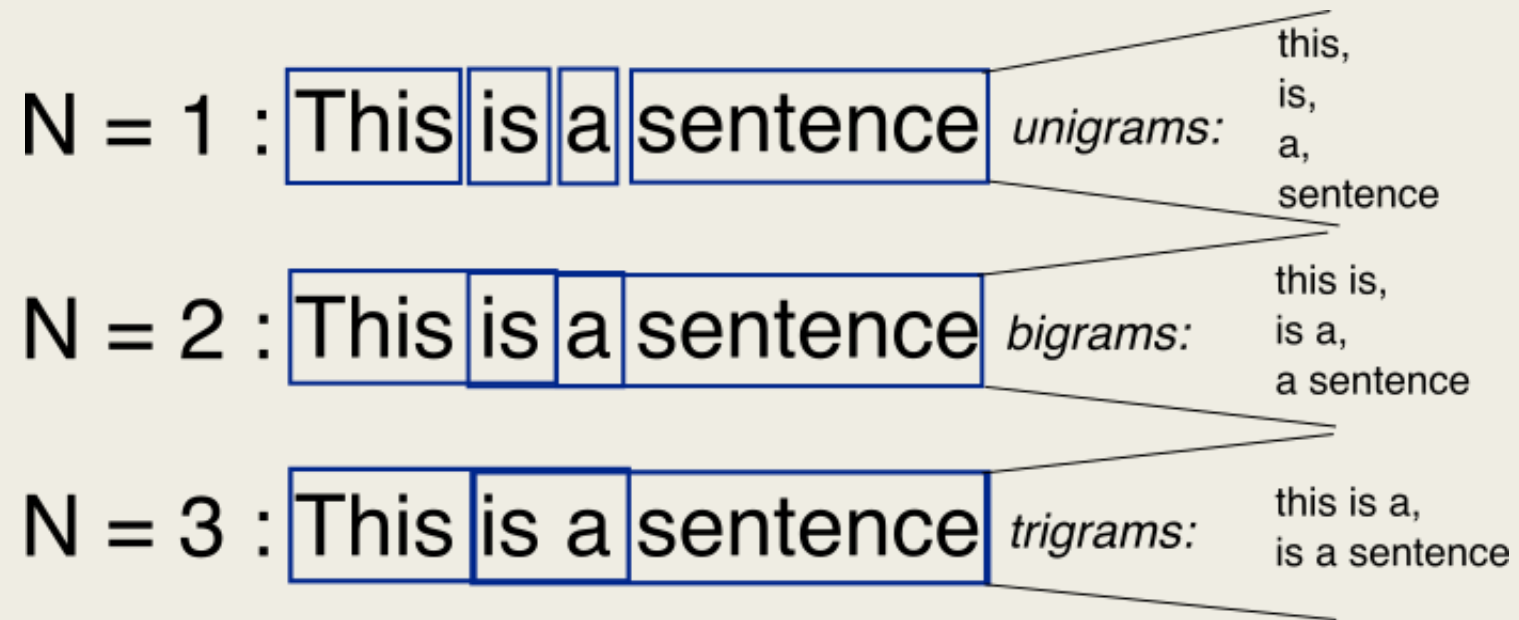 N = 1 : This is a sentence unigrams:
this,
is,
a,
sentence
N = 2 : This is a sentence bigrams:
this is,
is a,
a sentence
N = 3 : This is a sentence trigrams:
this is a,
is a sentence